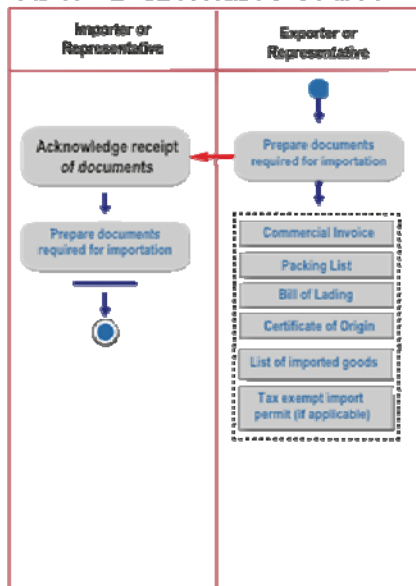 Importer or
Representative
Exporter or
Representative
Acknowledge receipt
of documents
Prepare documents
required for importation
Prepare documents
required for importation
Commercial Invoice
Packing List
Bill of Lading
Certificate of Origin
List of imported goods
Tax exempt import
permit (if applicable)